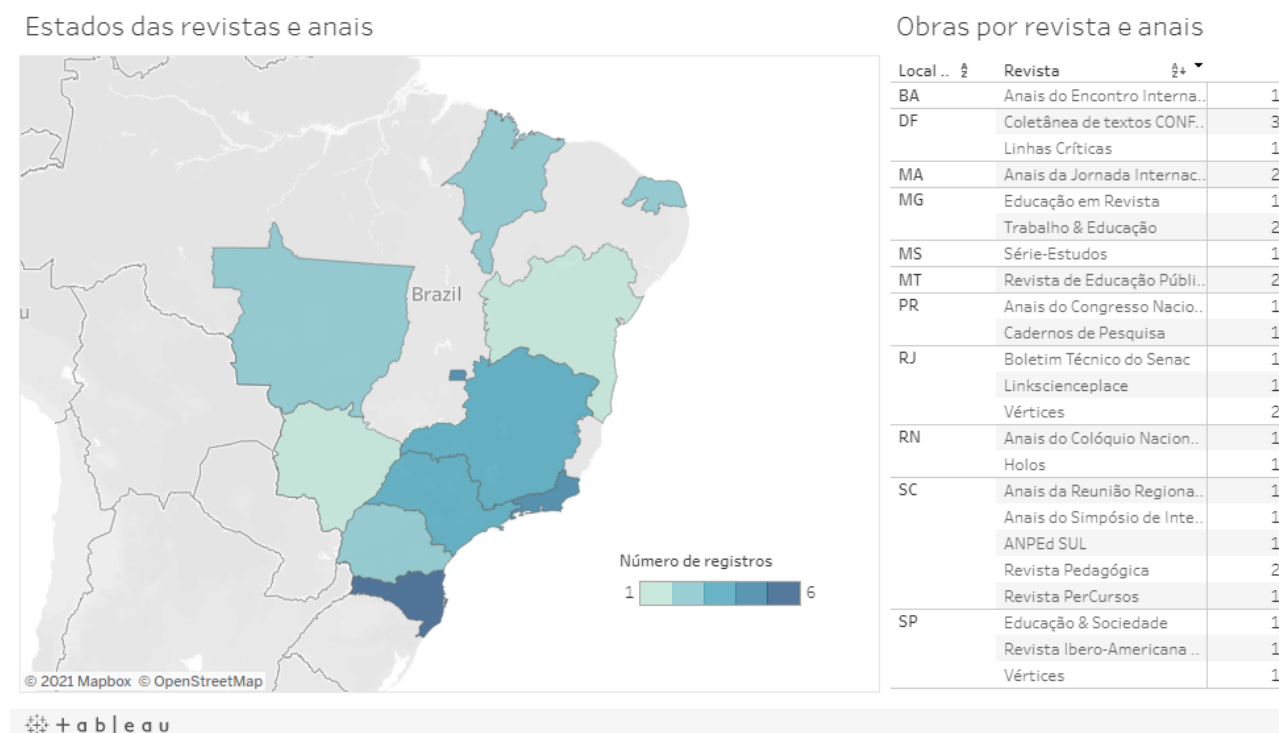 Estados das revistas e anais
Brazil
u
Número de registros
1 6
© 2021 Mapbox © OpenStreetMap
Obras por revista e anais
Local .. Revista
BA Anais do Encontro Interna.. 1
DF Coletânea de textos CONF.. 3
Linhas Críticas 1
MA Anais da Jornada Internac.. 2
MG Educação em Revista 1
Trabalho & Educação 2
MS Série-Estudos 1
MT Revista de Educação Públi.. 2
PR Anais do Congresso Nacio.. 1
Cadernos de Pesquisa 1
RJ Boletim Técnico do Senac 1
Linkscienceplace 1
Vértices 2
RN Anais do Colóquio Nacion.. 1
Holos 1
SC Anais da Reunião Regiona.. 1
Anais do Simpósio de Inte.. 1
ANPEd SUL 1
Revista Pedagógica 2
Revista PerCursos 1
SP Educação & Sociedade 1
Revista Ibero-Americana .. 1
Vértices 1
+ableau